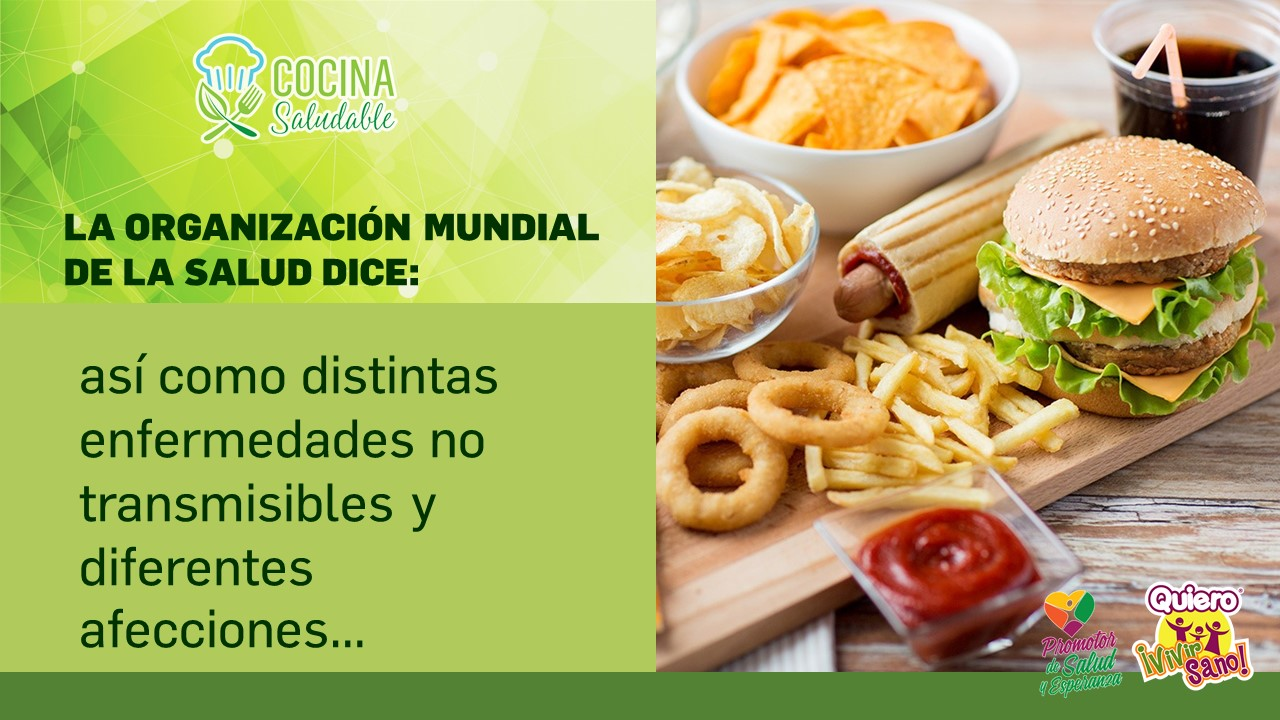 COCINA
Saludable
LA ORGANIZACIÓN MUNDIAL
DE LA SALUD DICE:
así como distintas
enfermedades no
transmisibles y
diferentes
afecciones...
Promotor
de Salud
y Esperanza
Quiero
¡Vivir
Sano!